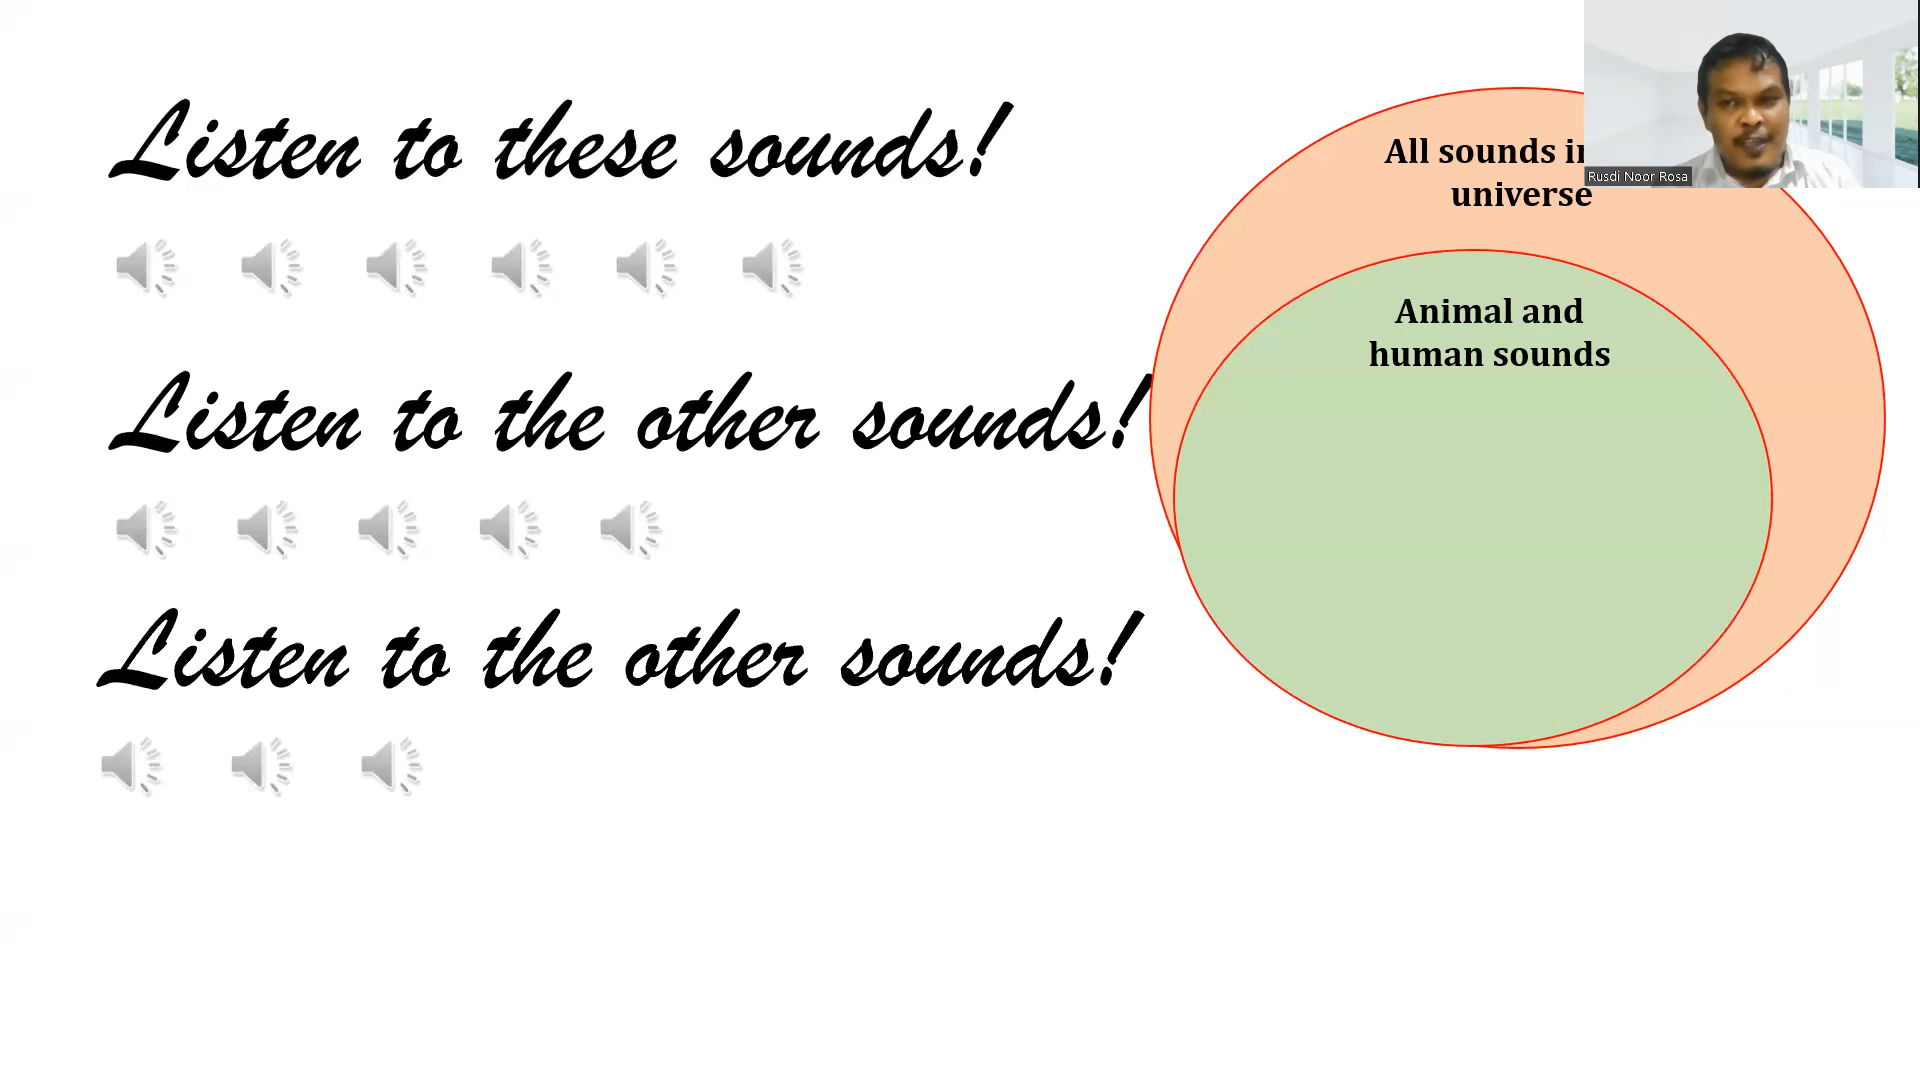 Listen to these sounds!
Listen to the other sounds!
Listen to the other sounds!
All sounds in
universe
Animal and
human sounds
Rusdi Noor Rosa